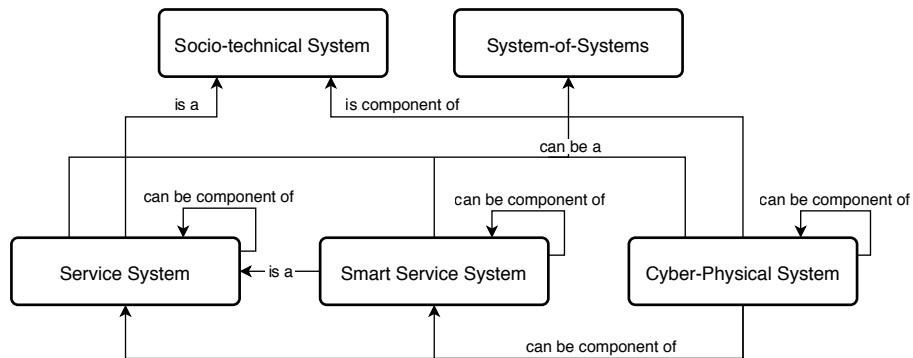 Socio-technical System
System-of-Systems
is a
is component of
can be a
can be component of
can be component of
can be component of
Service System
is a
Smart Service System
Cyber-Physical System
can be component of